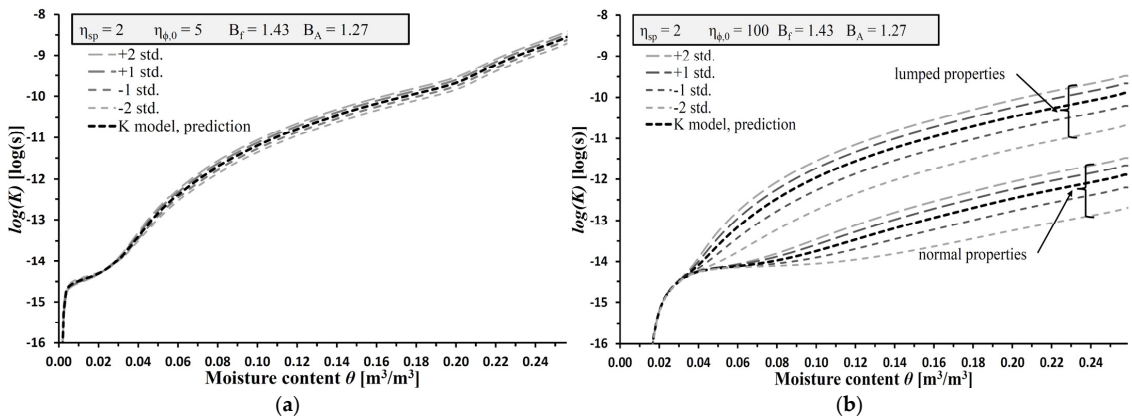 -8
-9
-10
-11
-12
-13
-14
-15
-16
log(K) [log(s)]
η_sp = 2 η_ϕ,0 = 5 B_f = 1.43 B_A = 1.27
+2 std.
+1 std.
-1 std.
-2 std.
K model, prediction
0.00 0.02 0.04 0.06 0.08 0.10 0.12 0.14 0.16 0.18 0.20 0.22 0.24
Moisture content θ [m³/m³]
(a)
-8
-9
-10
-11
-12
-13
-14
-15
-16
log(K) [log(s)]
η_sp = 2 η_ϕ,0 = 100 B_f = 1.43 B_A = 1.27
+2 std.
+1 std.
-1 std.
-2 std.
K model, prediction
lumped properties
normal properties
0.00 0.02 0.04 0.06 0.08 0.10 0.12 0.14 0.16 0.18 0.20 0.22 0.24
Moisture content θ [m³/m³]
(b)